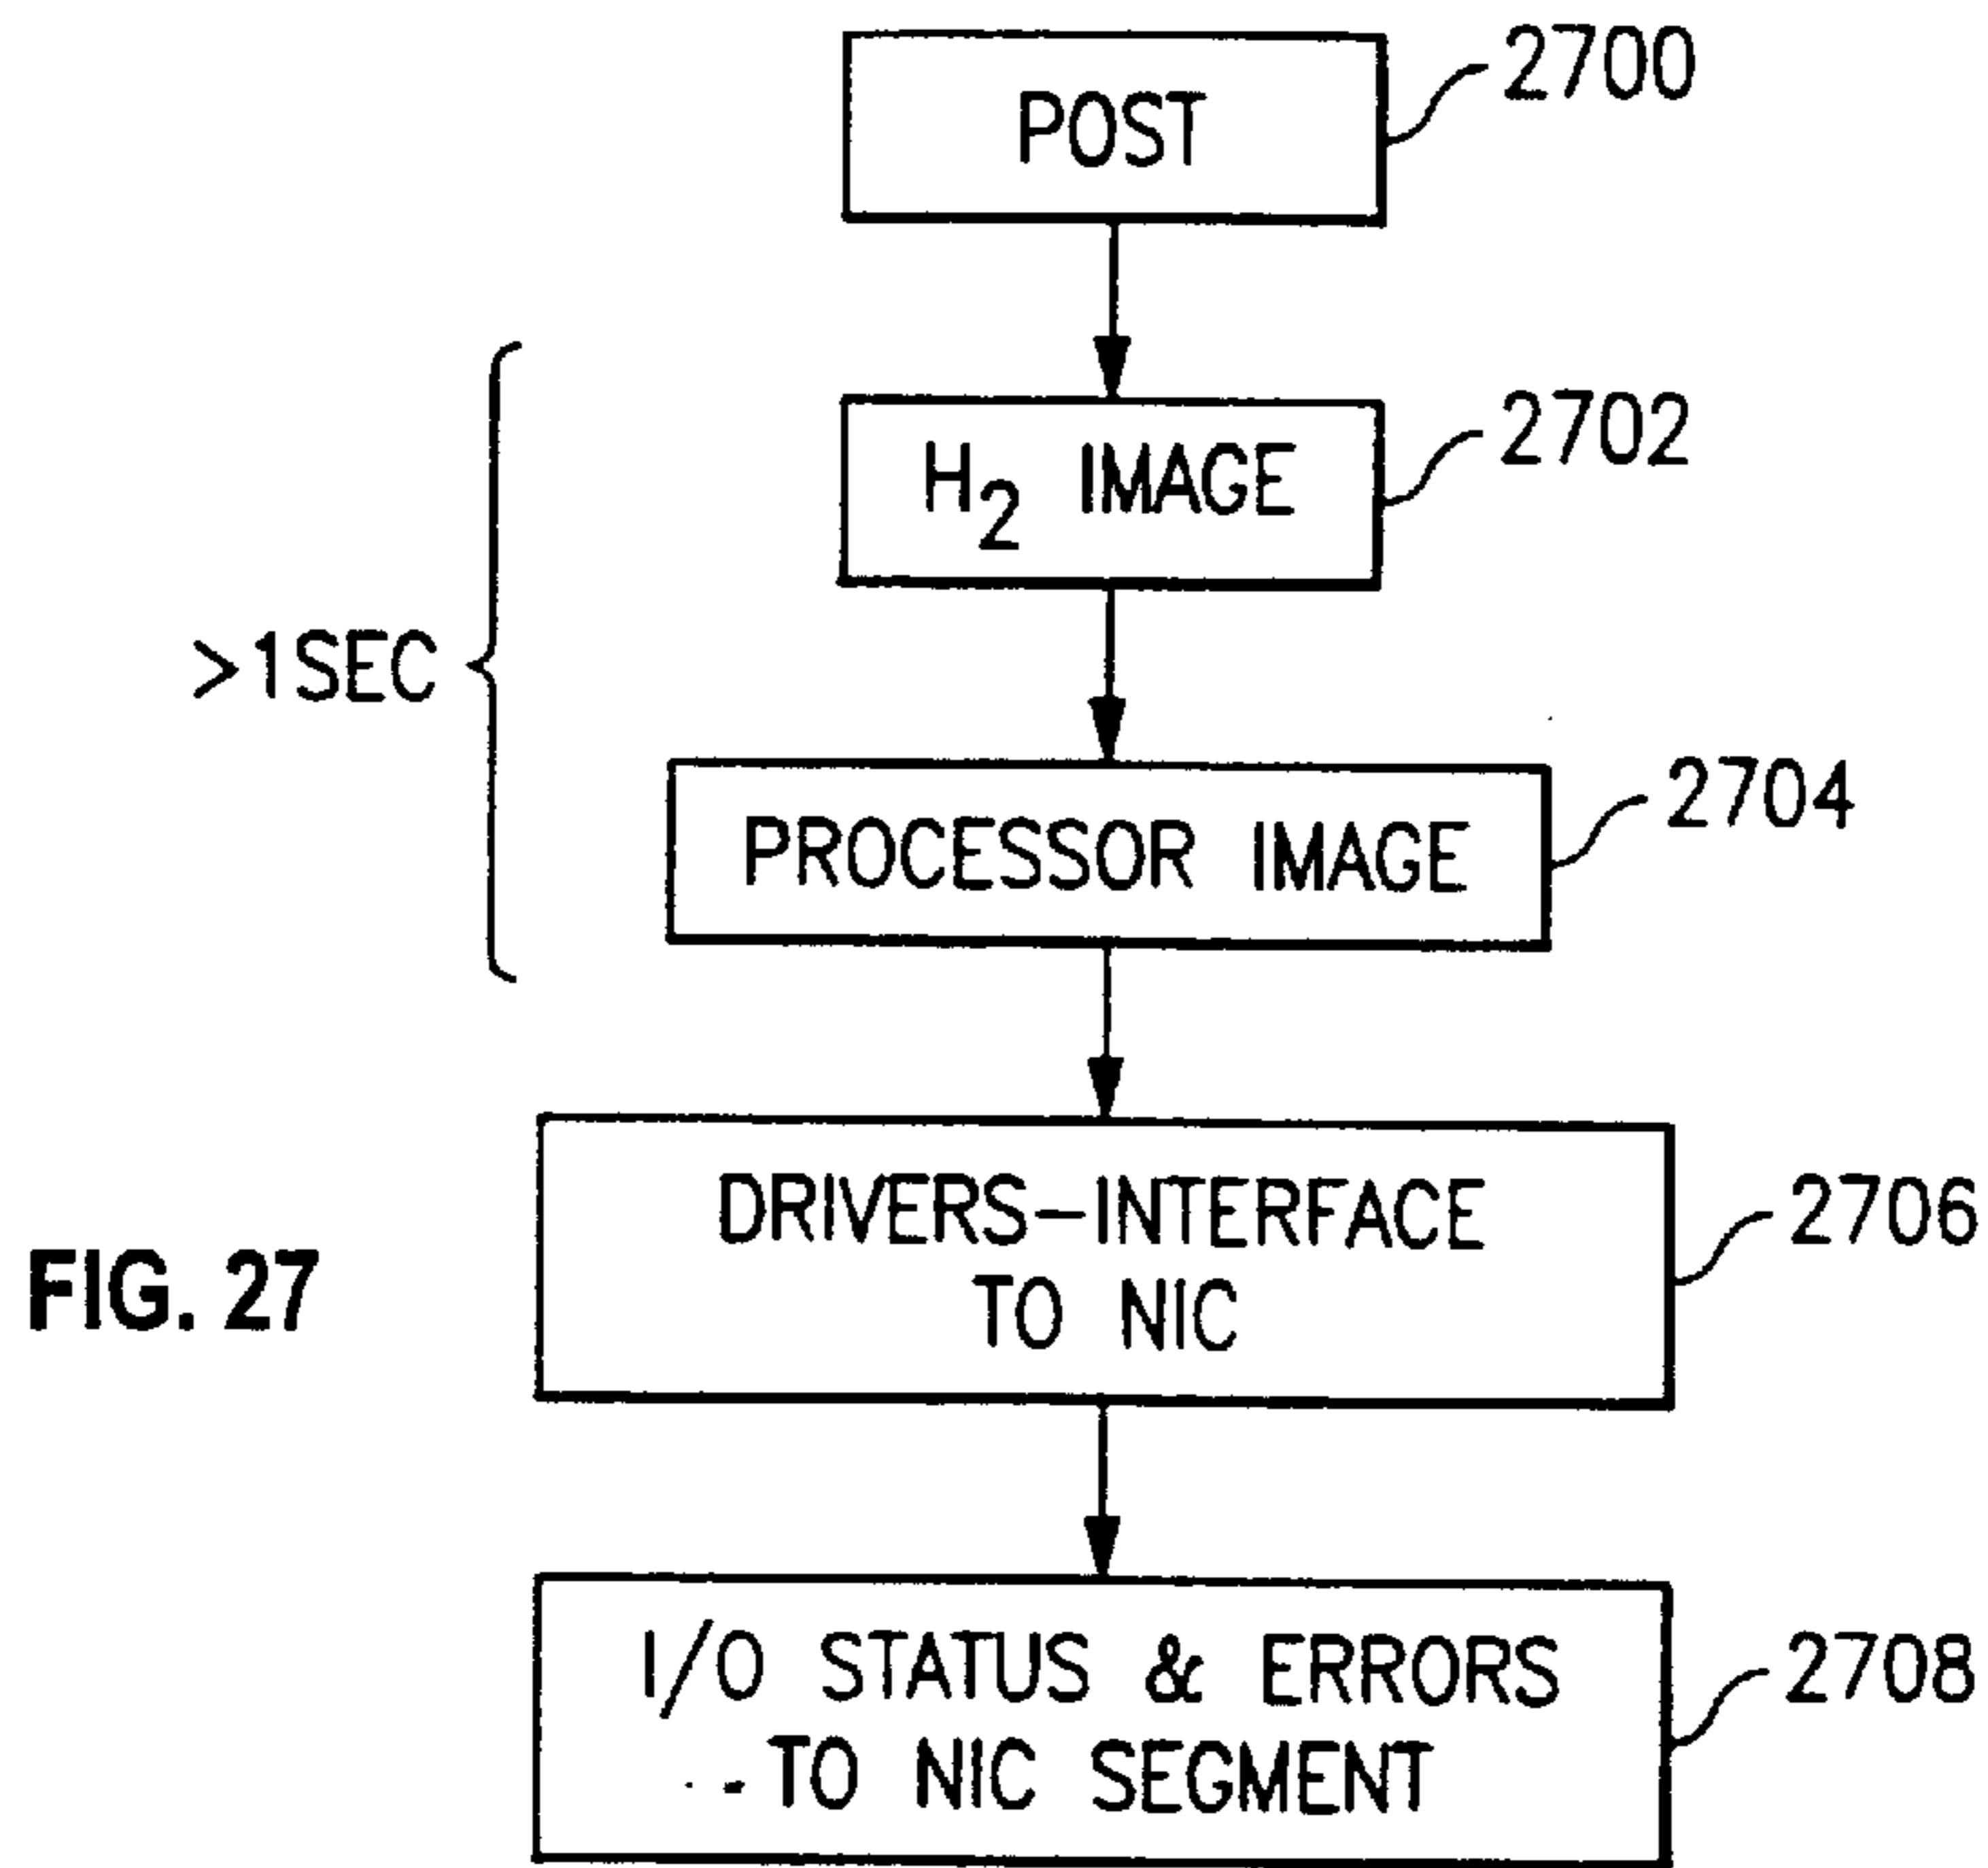 POST
2700
H2 IMAGE
2702
>1SEC
PROCESSOR IMAGE
2704
DRIVERS-INTERFACE
TO NIC
2706
FIG. 27
I/O STATUS & ERRORS
TO NIC SEGMENT
2708